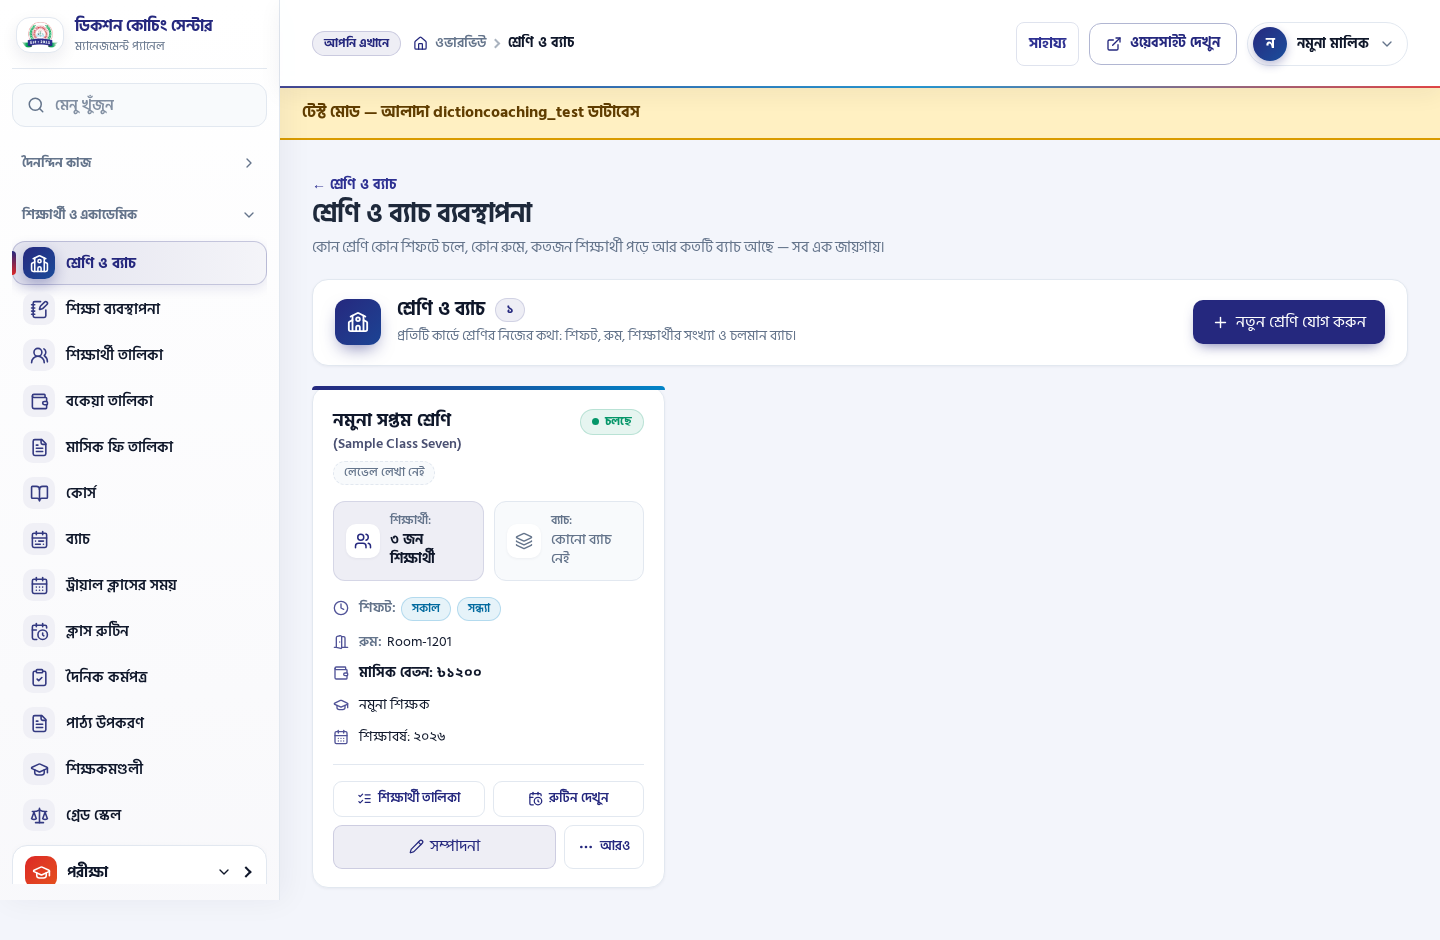 ডিকশন কোচিং সেন্টার
ম্যানেজমেন্ট প্যানেল
মেনু খুঁজুন
দৈনন্দিন কাজ
শিক্ষার্থী ও একাডেমিক
শ্রেণি ও ব্যাচ
শিক্ষা ব্যবস্থাপনা
শিক্ষার্থী তালিকা
বকেয়া তালিকা
মাসিক ফি তালিকা
কোর্স
ব্যাচ
ট্রায়াল ক্লাসের সময়
ক্লাস রুটিন
দৈনিক কর্মপত্র
পাঠ্য উপকরণ
শিক্ষকমণ্ডলী
গ্রেড স্কেল
পরীক্ষা
আপনি এখানে ওভারভিউ শ্রেণি ও ব্যাচ
সাহায্য ওয়েবসাইট দেখুন ন নমুনা মালিক
টেস্ট মোড — আলাদা dictioncoaching_test ডাটাবেস
← শ্রেণি ও ব্যাচ
শ্রেণি ও ব্যাচ ব্যবস্থাপনা
কোন শ্রেণি কোন শিফটে চলে, কোন রুমে, কতজন শিক্ষার্থী পড়ে আর কতটি ব্যাচ আছে — সব এক জায়গায়।
শ্রেণি ও ব্যাচ ১
প্রতিটি কার্ডে শ্রেণির নিজের কথা: শিফট, রুম, শিক্ষার্থীর সংখ্যা ও চলমান ব্যাচ।
+ নতুন শ্রেণি যোগ করুন
নমুনা সপ্তম শ্রেণি
চলছে
(Sample Class Seven)
লেভেল লেখা নেই
শিক্ষার্থী:
৩ জন
শিক্ষার্থী
ব্যাচ:
কোনো ব্যাচ
নেই
শিফট: সকাল সন্ধ্যা
রুম: Room-1201
মাসিক বেতন: ৳১২০০
নমুনা শিক্ষক
শিক্ষাবর্ষ: ২০২৬
শিক্ষার্থী তালিকা রুটিন দেখুন
সম্পাদনা ··· আরও